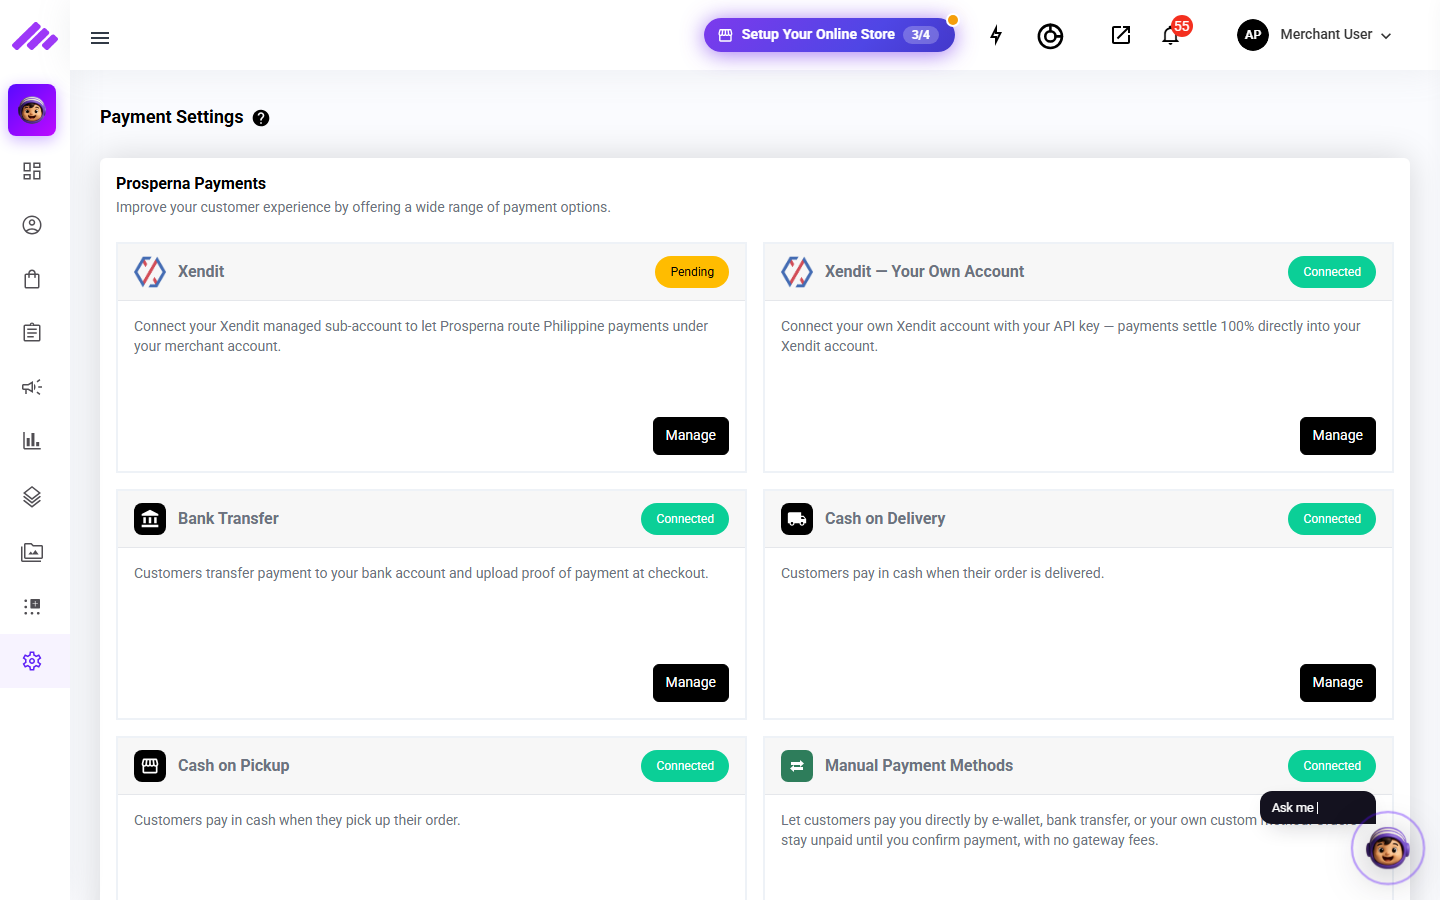 Setup Your Online Store 3/4
55
AP
Merchant User
Payment Settings
Prosperna Payments
Improve your customer experience by offering a wide range of payment options.
Xendit
Pending
Connect your Xendit managed sub-account to let Prosperna route Philippine payments under
your merchant account.
Manage
Xendit — Your Own Account
Connected
Connect your own Xendit account with your API key — payments settle 100% directly into your
Xendit account.
Manage
Bank Transfer
Connected
Customers transfer payment to your bank account and upload proof of payment at checkout.
Manage
Cash on Delivery
Connected
Customers pay in cash when their order is delivered.
Manage
Cash on Pickup
Connected
Customers pay in cash when they pick up their order.
Manual Payment Methods
Connected
Let customers pay you directly by e-wallet, bank transfer, or your own custom
stay unpaid until you confirm payment, with no gateway fees.
Ask me